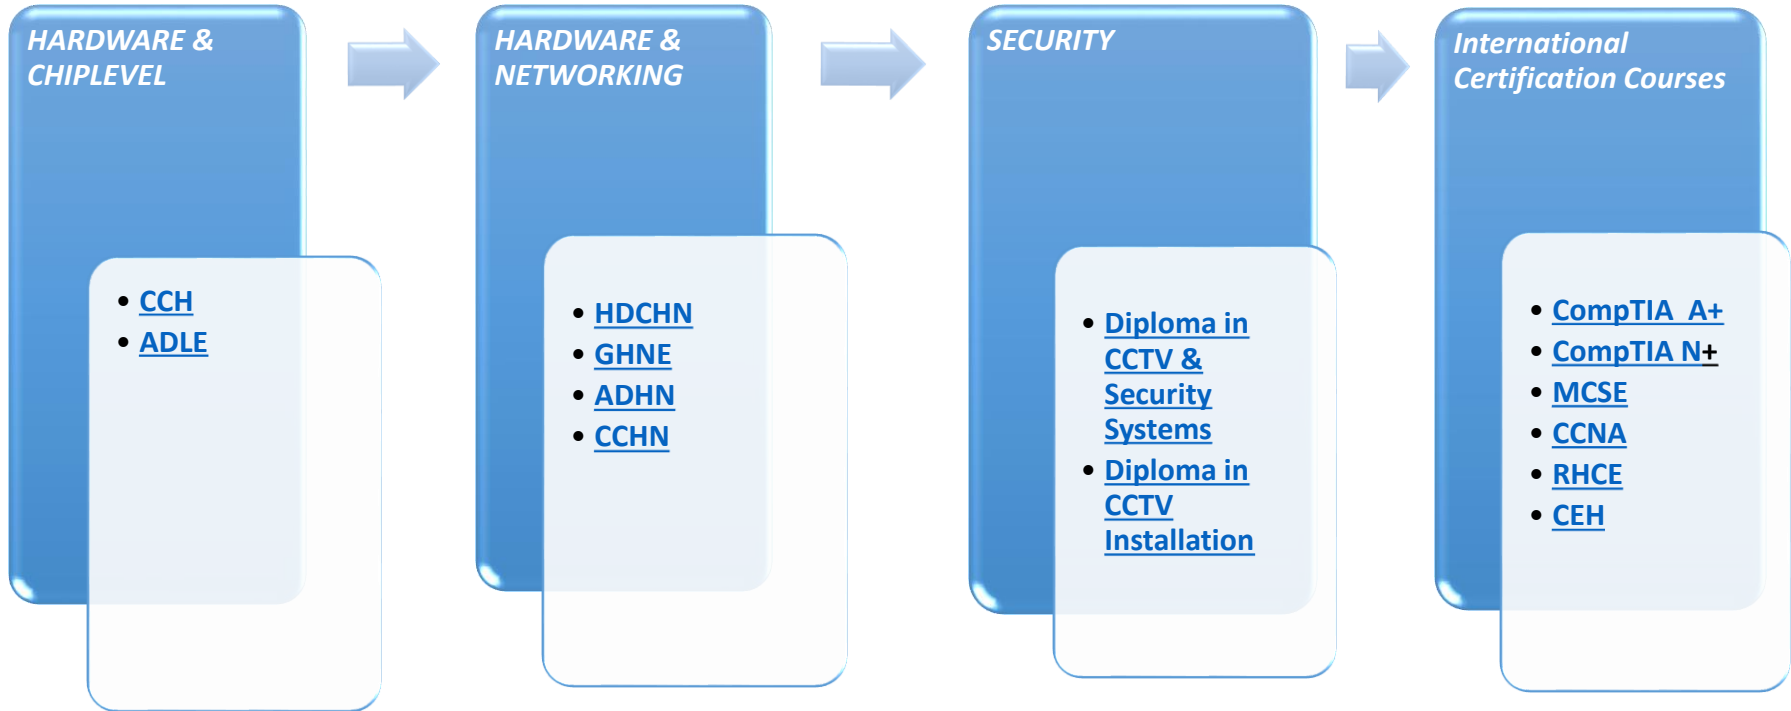 HARDWARE &
CHIPLEVEL
• CCH
• ADLE
HARDWARE &
NETWORKING
• HDCHN
• GHNE
• ADHN
• CCHN
SECURITY
• Diploma in
CCTV &
Security
Systems
• Diploma in
CCTV
Installation
International
Certification Courses
• CompTIA  A+
• CompTIA N+
• MCSE
• CCNA
• RHCE
• CEH